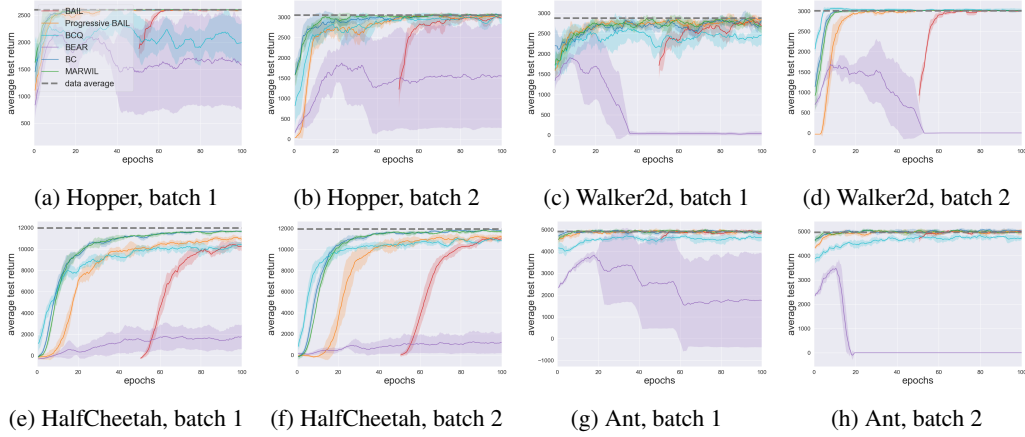 BAIL
Progressive BAIL
BCQ
BEAR
BC
MARWIL
data average
average test return
2500
2000
1500
1000
500
0
0 20 40 60 80 100
epochs
average test return
3000
2500
2000
1500
1000
500
0
0 20 40 60 80 100
epochs
average test return
2500
2000
1500
1000
500
0
0 20 40 60 80 100
epochs
average test return
3000
2500
2000
1500
1000
500
0
0 20 40 60 80 100
epochs
(a) Hopper, batch 1
(b) Hopper, batch 2
(c) Walker2d, batch 1
(d) Walker2d, batch 2
average test return
12000
10000
8000
6000
4000
2000
0
0 20 40 60 80 100
epochs
average test return
12000
10000
8000
6000
4000
2000
0
0 20 40 60 80 100
epochs
average test return
5000
4000
3000
2000
1000
0
−1000
0 20 40 60 80 100
epochs
average test return
5000
4000
3000
2000
1000
0
0 20 40 60 80 100
epochs
(e) HalfCheetah, batch 1
(f) HalfCheetah, batch 2
(g) Ant, batch 1
(h) Ant, batch 2